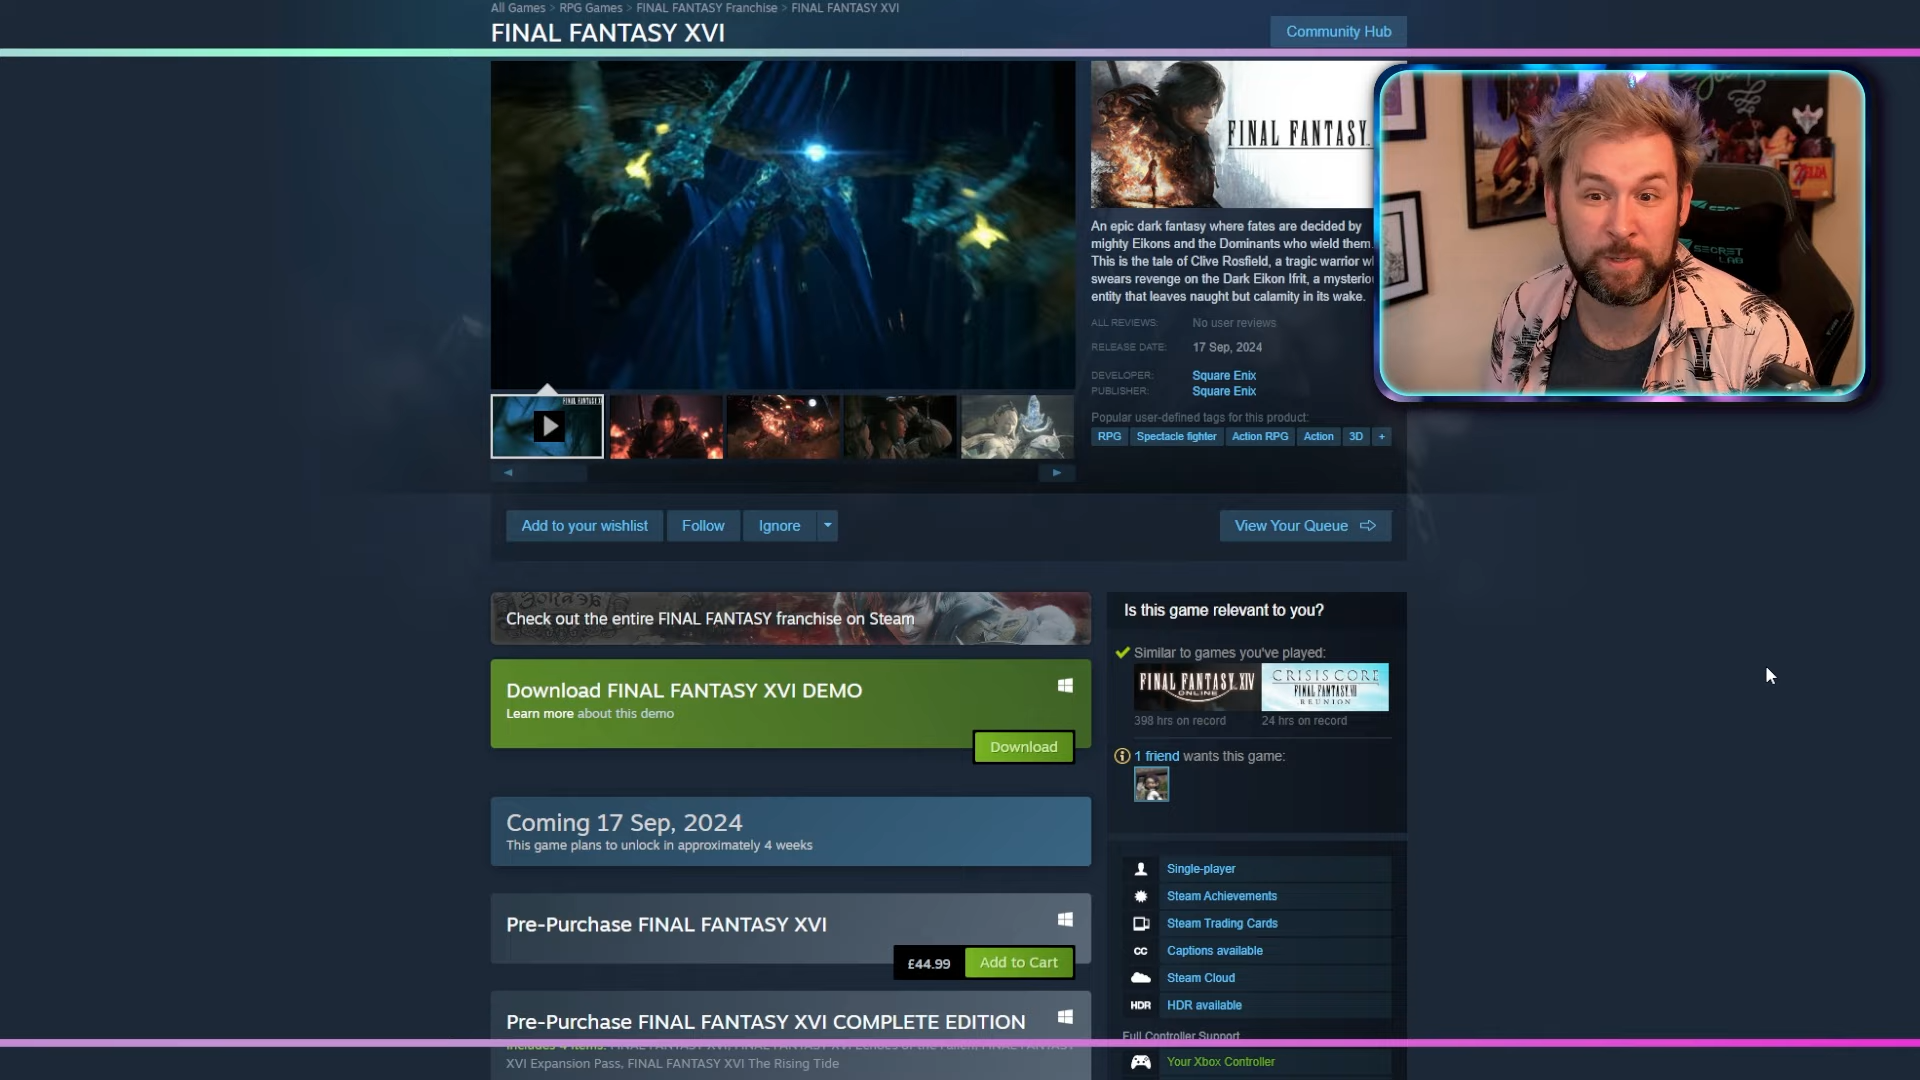 All Games > RPG Games > FINAL FANTASY Franchise > FINAL FANTASY XVI
FINAL FANTASY XVI
Community Hub
FINAL FANTASY
An epic dark fantasy where fates are decided by
mighty Eikons and the Dominants who wield them.
This is the tale of Clive Rosfield, a tragic warrior
swears revenge on the Dark Eikon Ifrit, a
entity that leaves naught but calamity in its wake.
ALL REVIEWS: No user reviews
RELEASE DATE: 17 Sep, 2024
DEVELOPER: Square Enix
PUBLISHER: Square Enix
Popular user-defined tags for this product:
RPG Spectacle fighter Action RPG Action 3D +
SECRET
LAB
ZELDA
Add to your wishlist Follow Ignore
View Your Queue
Check out the entire FINAL FANTASY franchise on Steam
Download FINAL FANTASY XVI DEMO
Learn more about this demo
Download
Coming 17 Sep, 2024
This game plans to unlock in approximately 4 weeks
Pre-Purchase FINAL FANTASY XVI
£44.99 Add to Cart
Pre-Purchase FINAL FANTASY XVI COMPLETE EDITION
XVI Expansion Pass, FINAL FANTASY XVI The Rising Tide
Is this game relevant to you?
Similar to games you've played:
FINAL FANTASY XIV
ONLINE
CRISIS CORE
FINAL FANTASY VII
REUNION
398 hrs on record 24 hrs on record
1 friend wants this game:
Single-player
Steam Achievements
Steam Trading Cards
CC Captions available
Steam Cloud
HDR HDR available
Full Controller Support
Your Xbox Controller